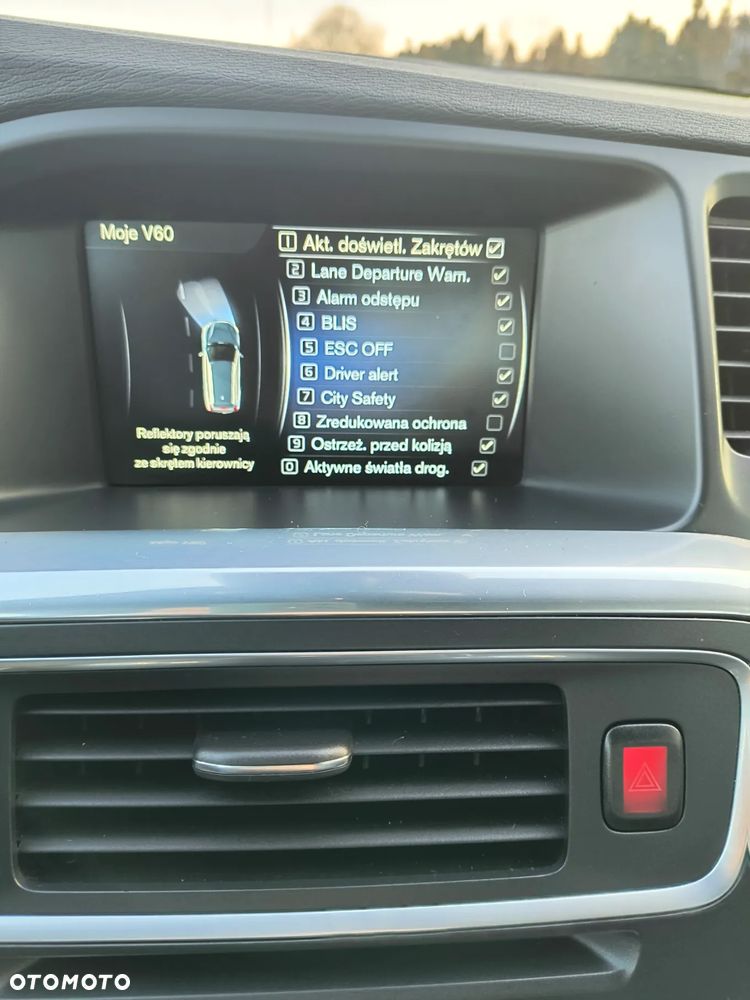 Moje V60
1 Akt. doświetl. Zakrętów
2 Lane Departure Warn.
3 Alarm odstępu
4 BLIS
5 ESC OFF
6 Driver alert
7 City Safety
8 Zredukowana ochrona
9 Ostrzeż. przed kolizją
0 Aktywne światła drog.
Reflektory poruszają
się zgodnie
ze skrętem kierownicy
OTOMOTO